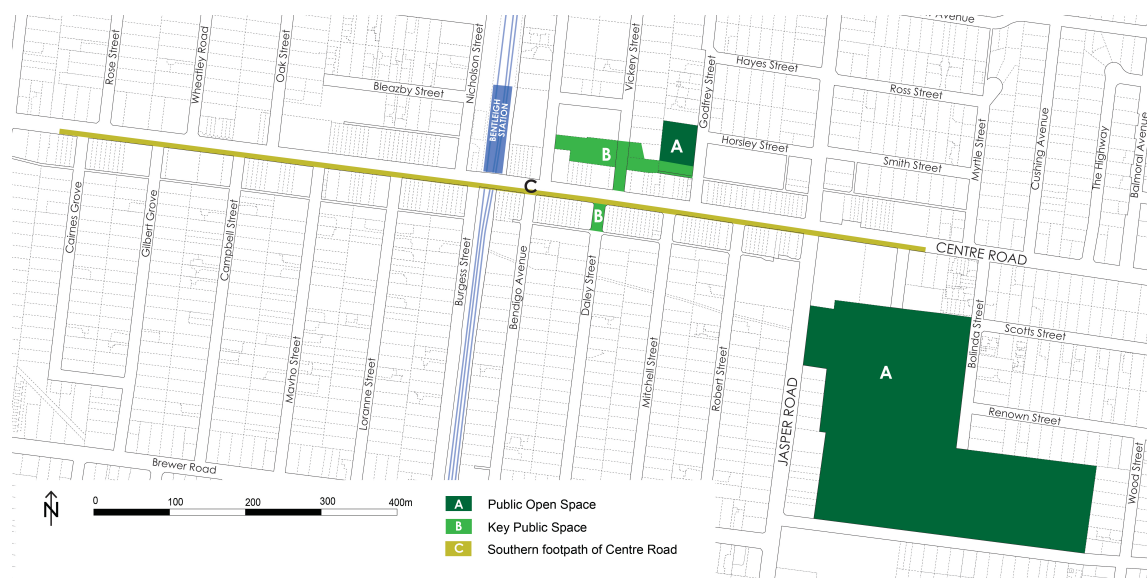 Avenue
Rose Street
Wheatley Road
Oak Street
Nicholson Street
Vickery Street
Godfrey Street
Hayes Street
Bleazby Street
Ross Street
BENTLEIGH
STATION
Horsley Street
A
B
Smith Street
Myrtle Street
Cushing Avenue
The Highway
Balmoral Avenue
C
B
CENTRE ROAD
Cairnes Grove
Gilbert Grove
Campbell Street
Burgess Street
Bendigo Avenue
Daley Street
Mavho Street
Loranne Street
Mitchell Street
Robert Street
JASPER ROAD
A
Bolinda Street
Scotts Street
Renown Street
Wood Street
Brewer Road
N
0 100 200 300 400m
A Public Open Space
B Key Public Space
C Southern footpath of Centre Road